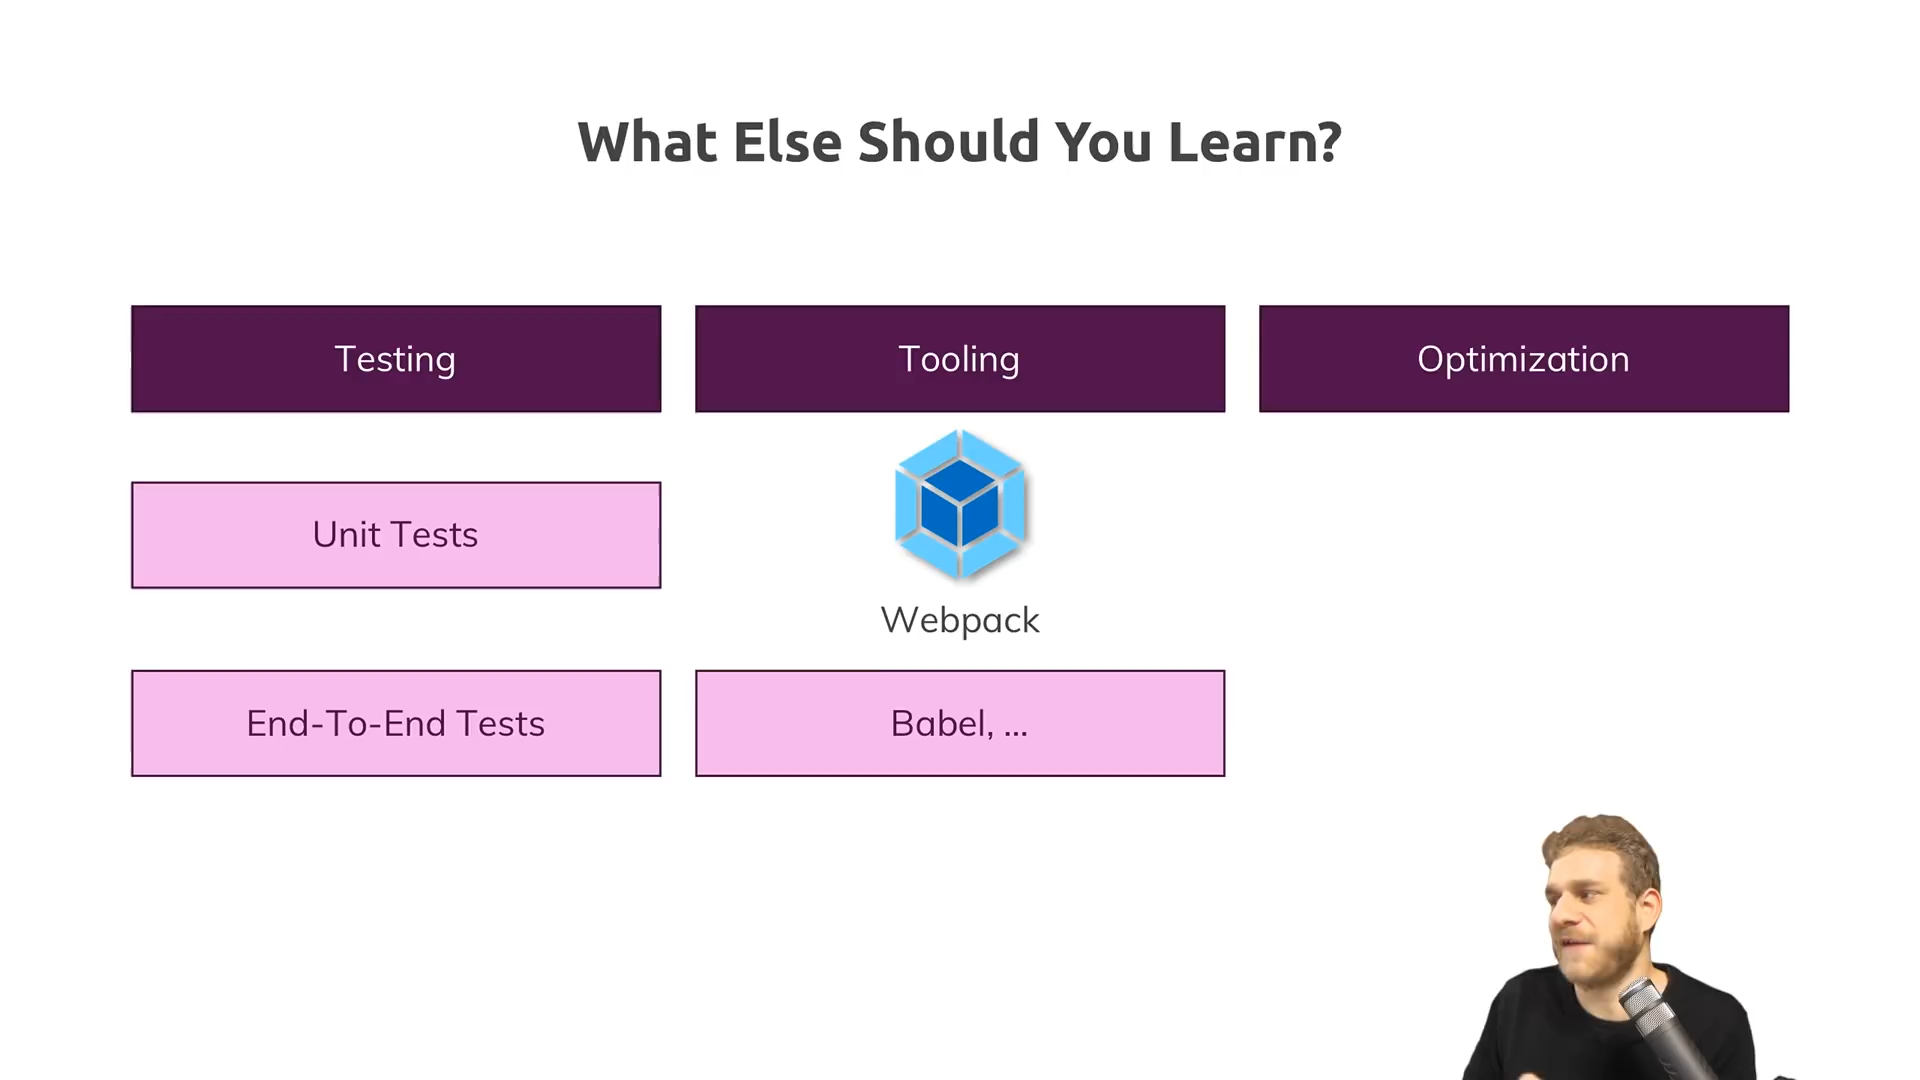 What Else Should You Learn?
Testing
Tooling
Optimization
Unit Tests
Webpack
End-To-End Tests
Babel, ...